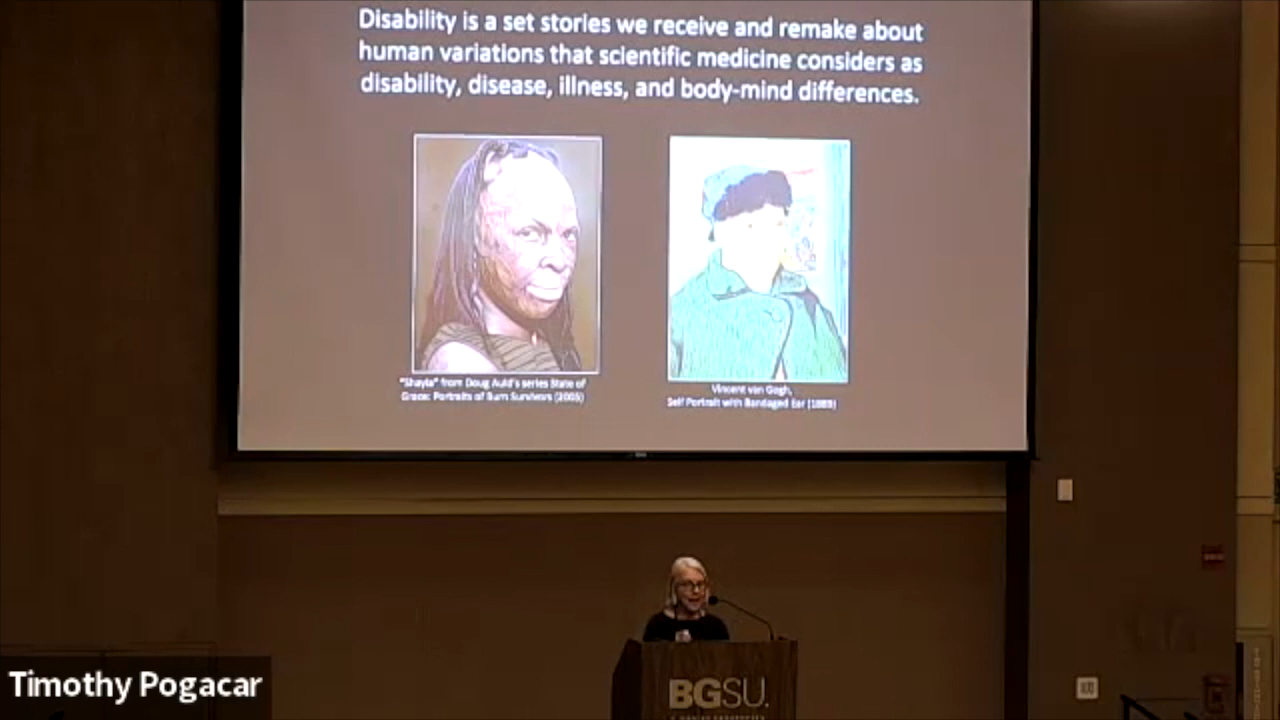 Disability is a set stories we receive and remake about
human variations that scientific medicine considers as
disability, disease, illness, and body-mind differences.
"Shayla" from Doug Auld's series State of
Grace: Portraits of Burn Survivors (2005)
Vincent van Gogh,
Self Portrait with Bandaged Ear (1889)
BGSU.
Timothy Pogacar